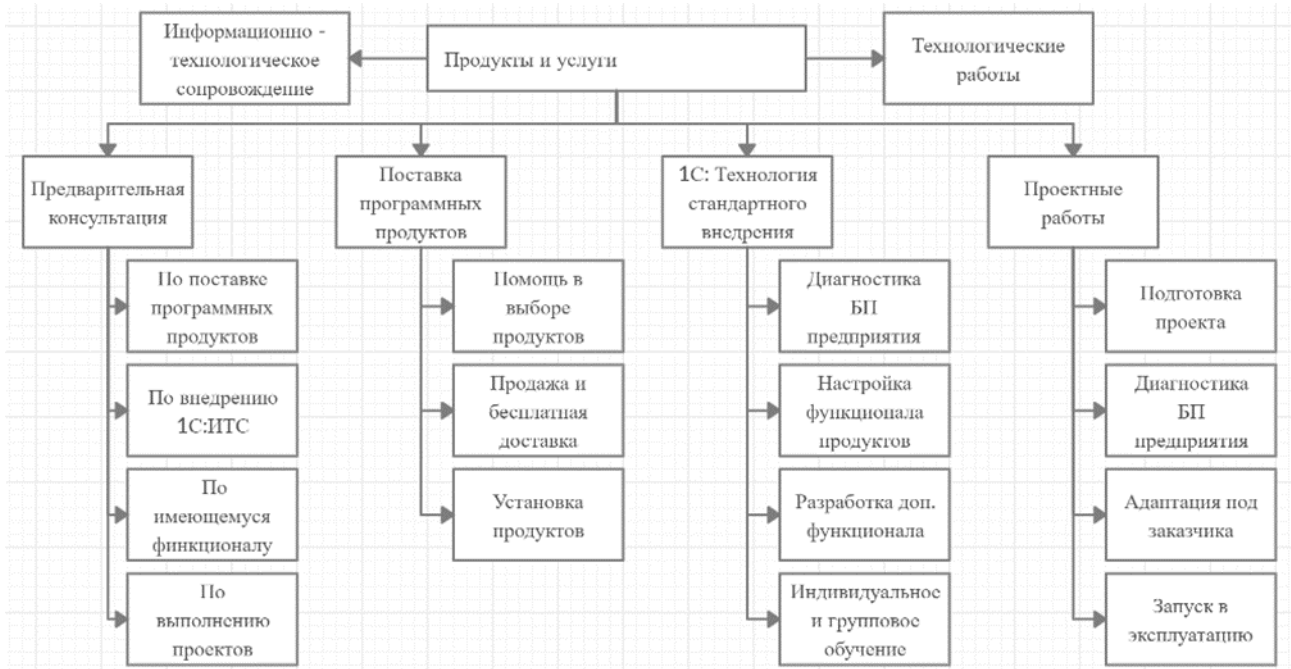 Информационно -
технологическое
сопровождение
Продукты и услуги
Технологические
работы
Предварительная
консультация
Поставка
программных
продуктов
1С: Технология
стандартного
внедрения
Проектные
работы
По поставке
программных
продуктов
По внедрению
1С:ИТС
По
имеющемуся
финкционалу
По
выполнению
проектов
Помощь в
выборе
продуктов
Продажа и
бесплатная
доставка
Установка
продуктов
Диагностика
БП
предприятия
Настройка
функционала
продуктов
Разработка доп.
функционала
Индивидуальное
и групповое
обучение
Подготовка
проекта
Диагностика
БП
предприятия
Адаптация под
заказчика
Запуск в
эксплуатацию